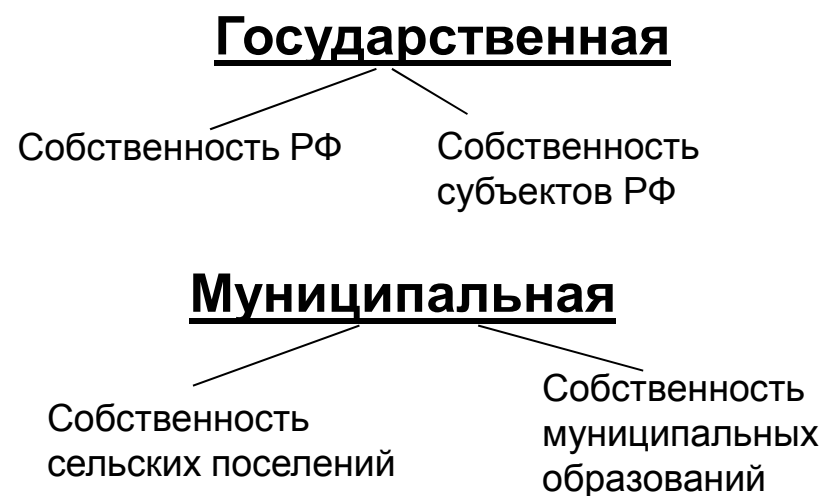 Государственная
Собственность РФ
Собственность
субъектов РФ
Муниципальная
Собственность
сельских поселений
Собственность
муниципальных
образований